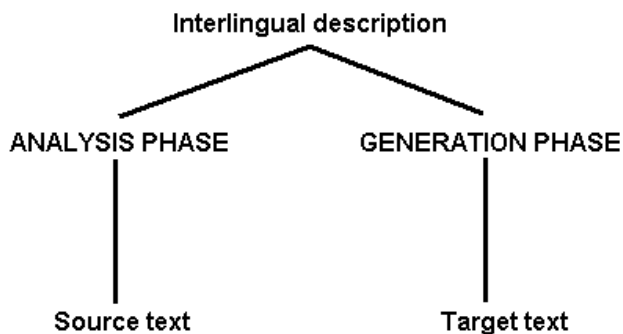 Interlingual description
ANALYSIS PHASE
GENERATION PHASE
Source text
Target text